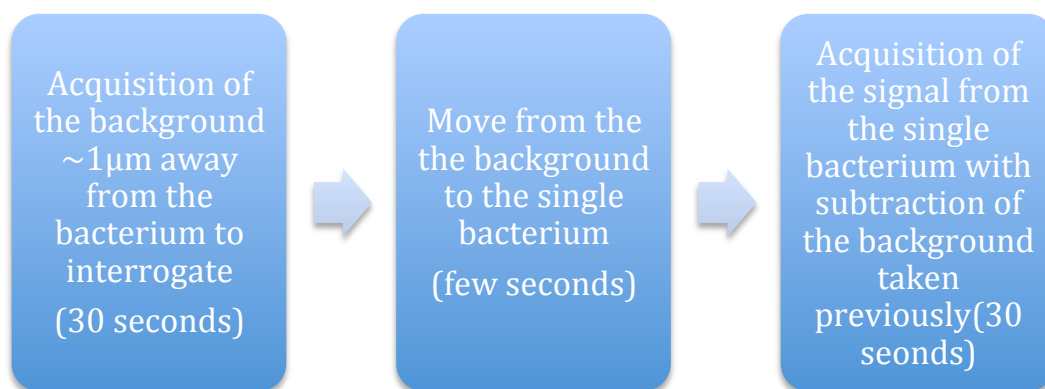 Acquisition of
the background
~1μm away
from the
bacterium to
interrogate
(30 seconds)
Move from the
the background
to the single
bacterium
(few seconds)
Acquisition of
the signal from
the single
bacterium with
subtraction of
the background
taken
previously(30
seonds)